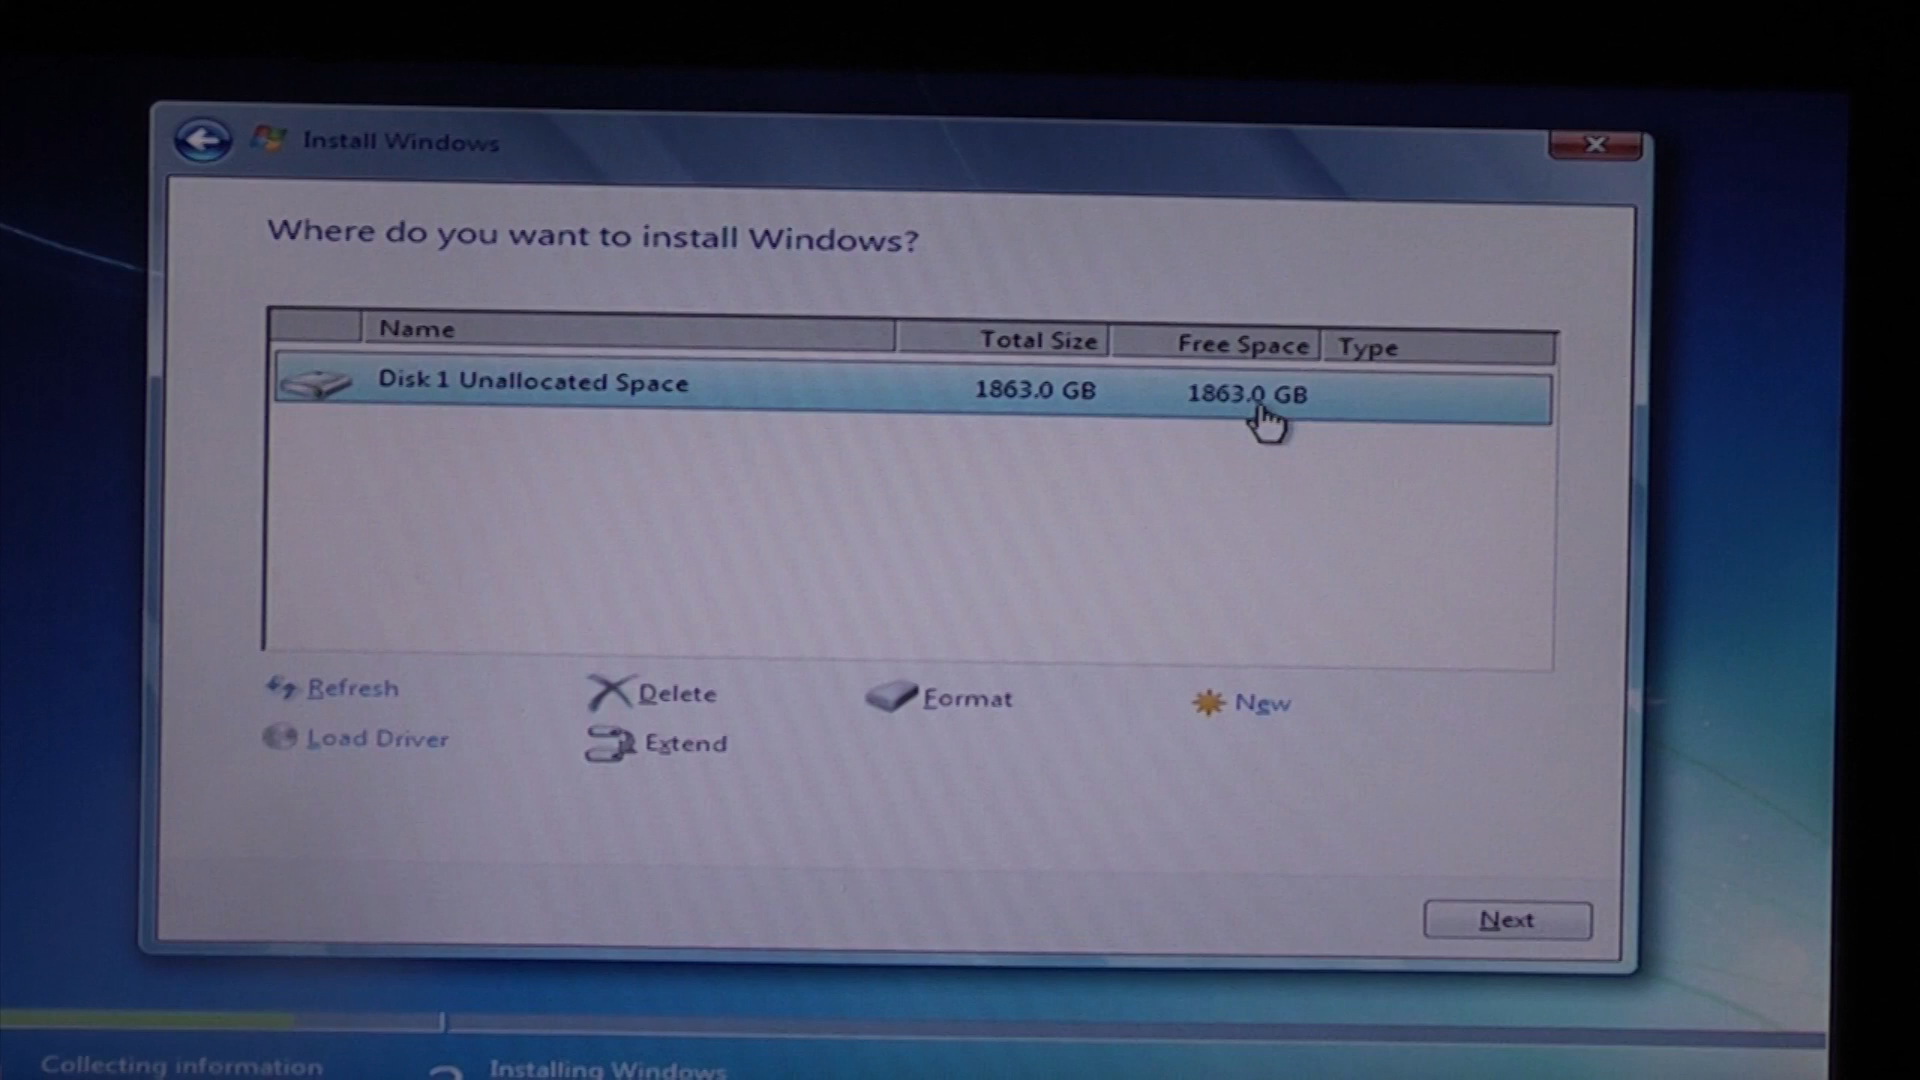 Install Windows
Where do you want to install Windows?
Name Total Size Free Space Type
Disk 1 Unallocated Space 1863.0 GB 1863.0 GB
Refresh Delete Format New
Load Driver Extend
Next
Collecting information Installing Windows